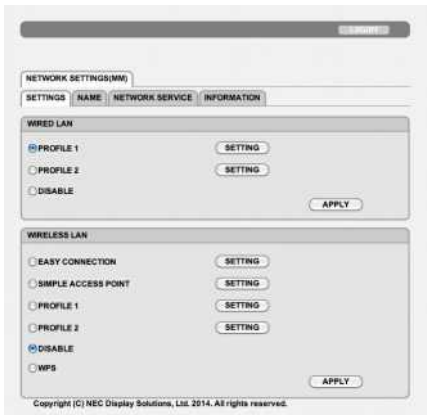 LOGOUT
NETWORK SETTINGS(MM)
SETTINGS NAME NETWORK SERVICE INFORMATION
WIRED LAN
PROFILE 1 SETTING
PROFILE 2 SETTING
DISABLE
APPLY
WIRELESS LAN
EASY CONNECTION SETTING
SIMPLE ACCESS POINT SETTING
PROFILE 1 SETTING
PROFILE 2 SETTING
DISABLE
WPS
APPLY
Copyright (C) NEC Display Solutions, Ltd. 2014. All rights reserved.